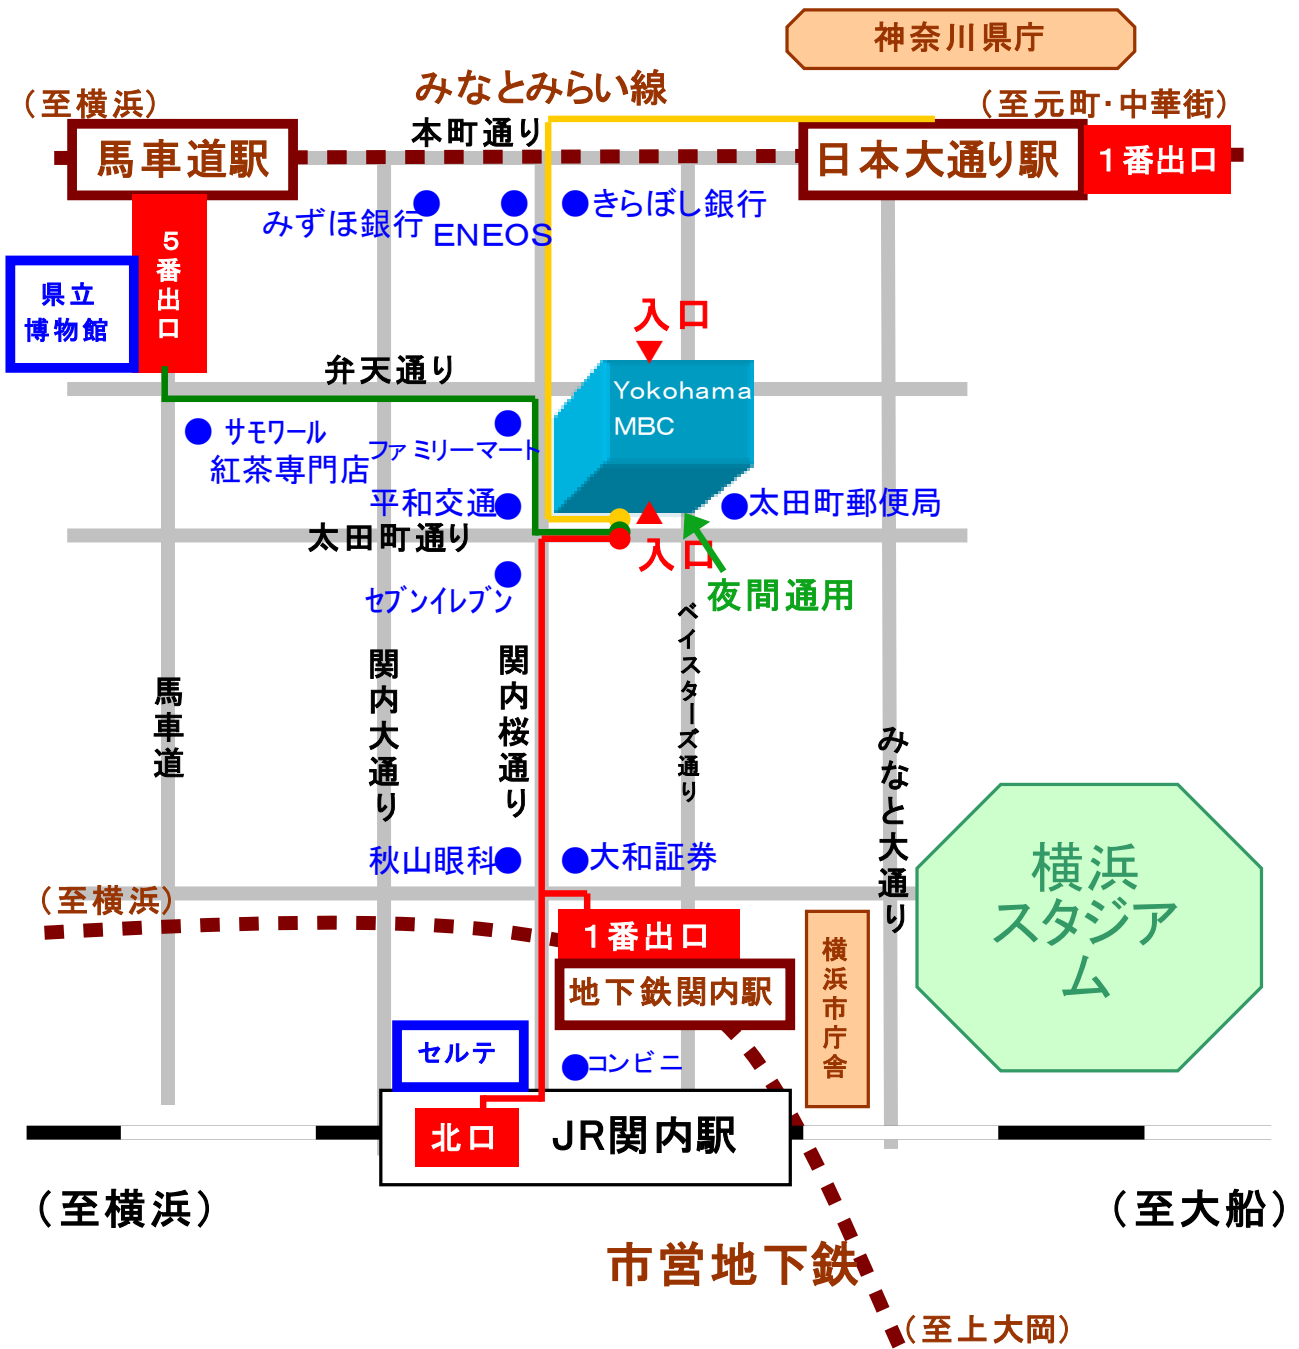 神奈川県庁
みなとみらい線
（至横浜）
（至元町・中華街）
本町通り
馬車道駅
日本大通り駅
１番出口
みずほ銀行
ENEOS
きらぼし銀行
５番出口
県立
博物館
入口
弁天通り
Yokohama
MBC
サモワール
紅茶専門店
ファミリーマート
平和交通
太田町郵便局
太田町通り
入口
セブンイレブン
夜間通用
馬車道
関内大通り
関内桜通り
ベイスターズ通り
みなと大通り
秋山眼科
大和証券
横浜
スタジア
ム
（至横浜）
１番出口
地下鉄関内駅
横浜市庁舎
セルテ
コンビニ
北口
JR関内駅
（至横浜）
（至大船）
市営地下鉄
（至上大岡）